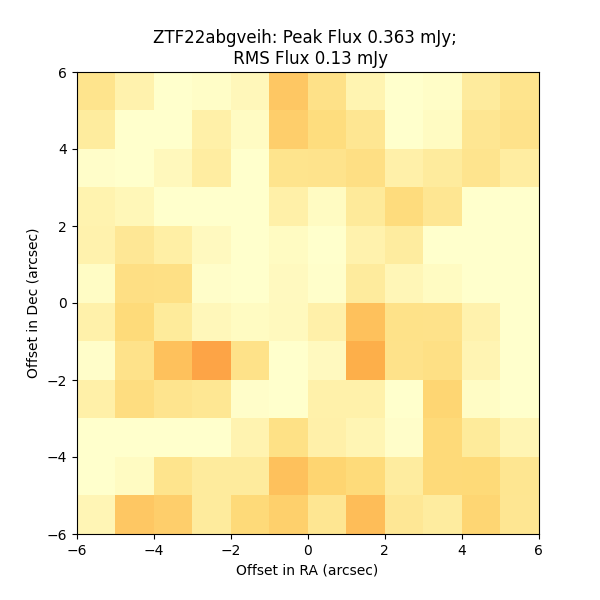 ZTF22abgveih: Peak Flux 0.363 mJy;
RMS Flux 0.13 mJy
6
4
2
0
−2
−4
−6
Offset in Dec (arcsec)
−6 −4 −2 0 2 4 6
Offset in RA (arcsec)